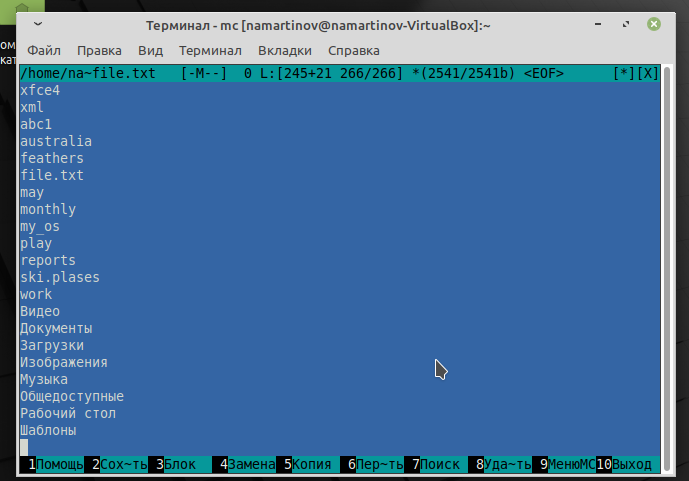 Терминал - mc [namartinov@namartinov-VirtualBox]:~
Файл Правка Вид Терминал Вкладки Справка
/home/na~file.txt [-M--] 0 L:[245+21 266/266] *(2541/2541b) <EOF> [*][X]
xfce4
xml
abc1
australia
feathers
file.txt
may
monthly
my_os
play
reports
ski.plases
work
Видео
Документы
Загрузки
Изображения
Музыка
Общедоступные
Рабочий стол
Шаблоны
1Помощь 2Сох~ть 3Блок 4Замена 5Копия 6Пер~ть 7Поиск 8Уда~ть 9МенюMC 10Выход